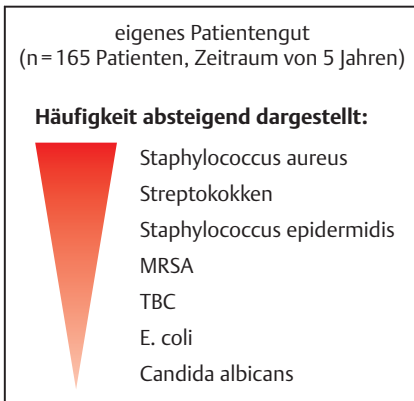 eigenes Patientengut
(n = 165 Patienten, Zeitraum von 5 Jahren)
Häufigkeit absteigend dargestellt:
Staphylococcus aureus
Streptokokken
Staphylococcus epidermidis
MRSA
TBC
E. coli
Candida albicans